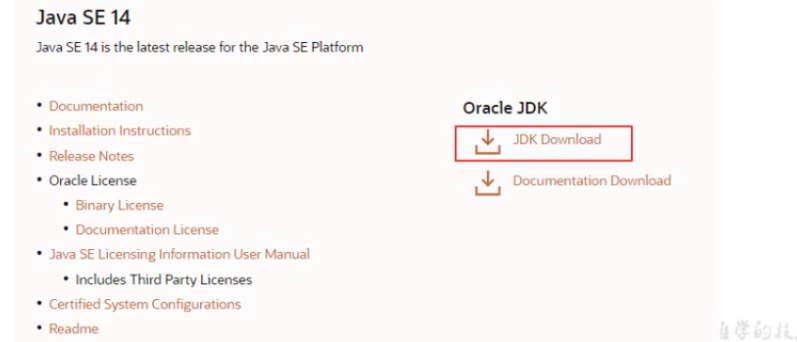 Java SE 14
Java SE 14 is the latest release for the Java SE Platform
• Documentation
• Installation Instructions
• Release Notes
• Oracle License
• Binary License
• Documentation License
• Java SE Licensing Information User Manual
• Includes Third Party Licenses
• Certified System Configurations
• Readme
Oracle JDK
JDK Download
Documentation Download
自学的技